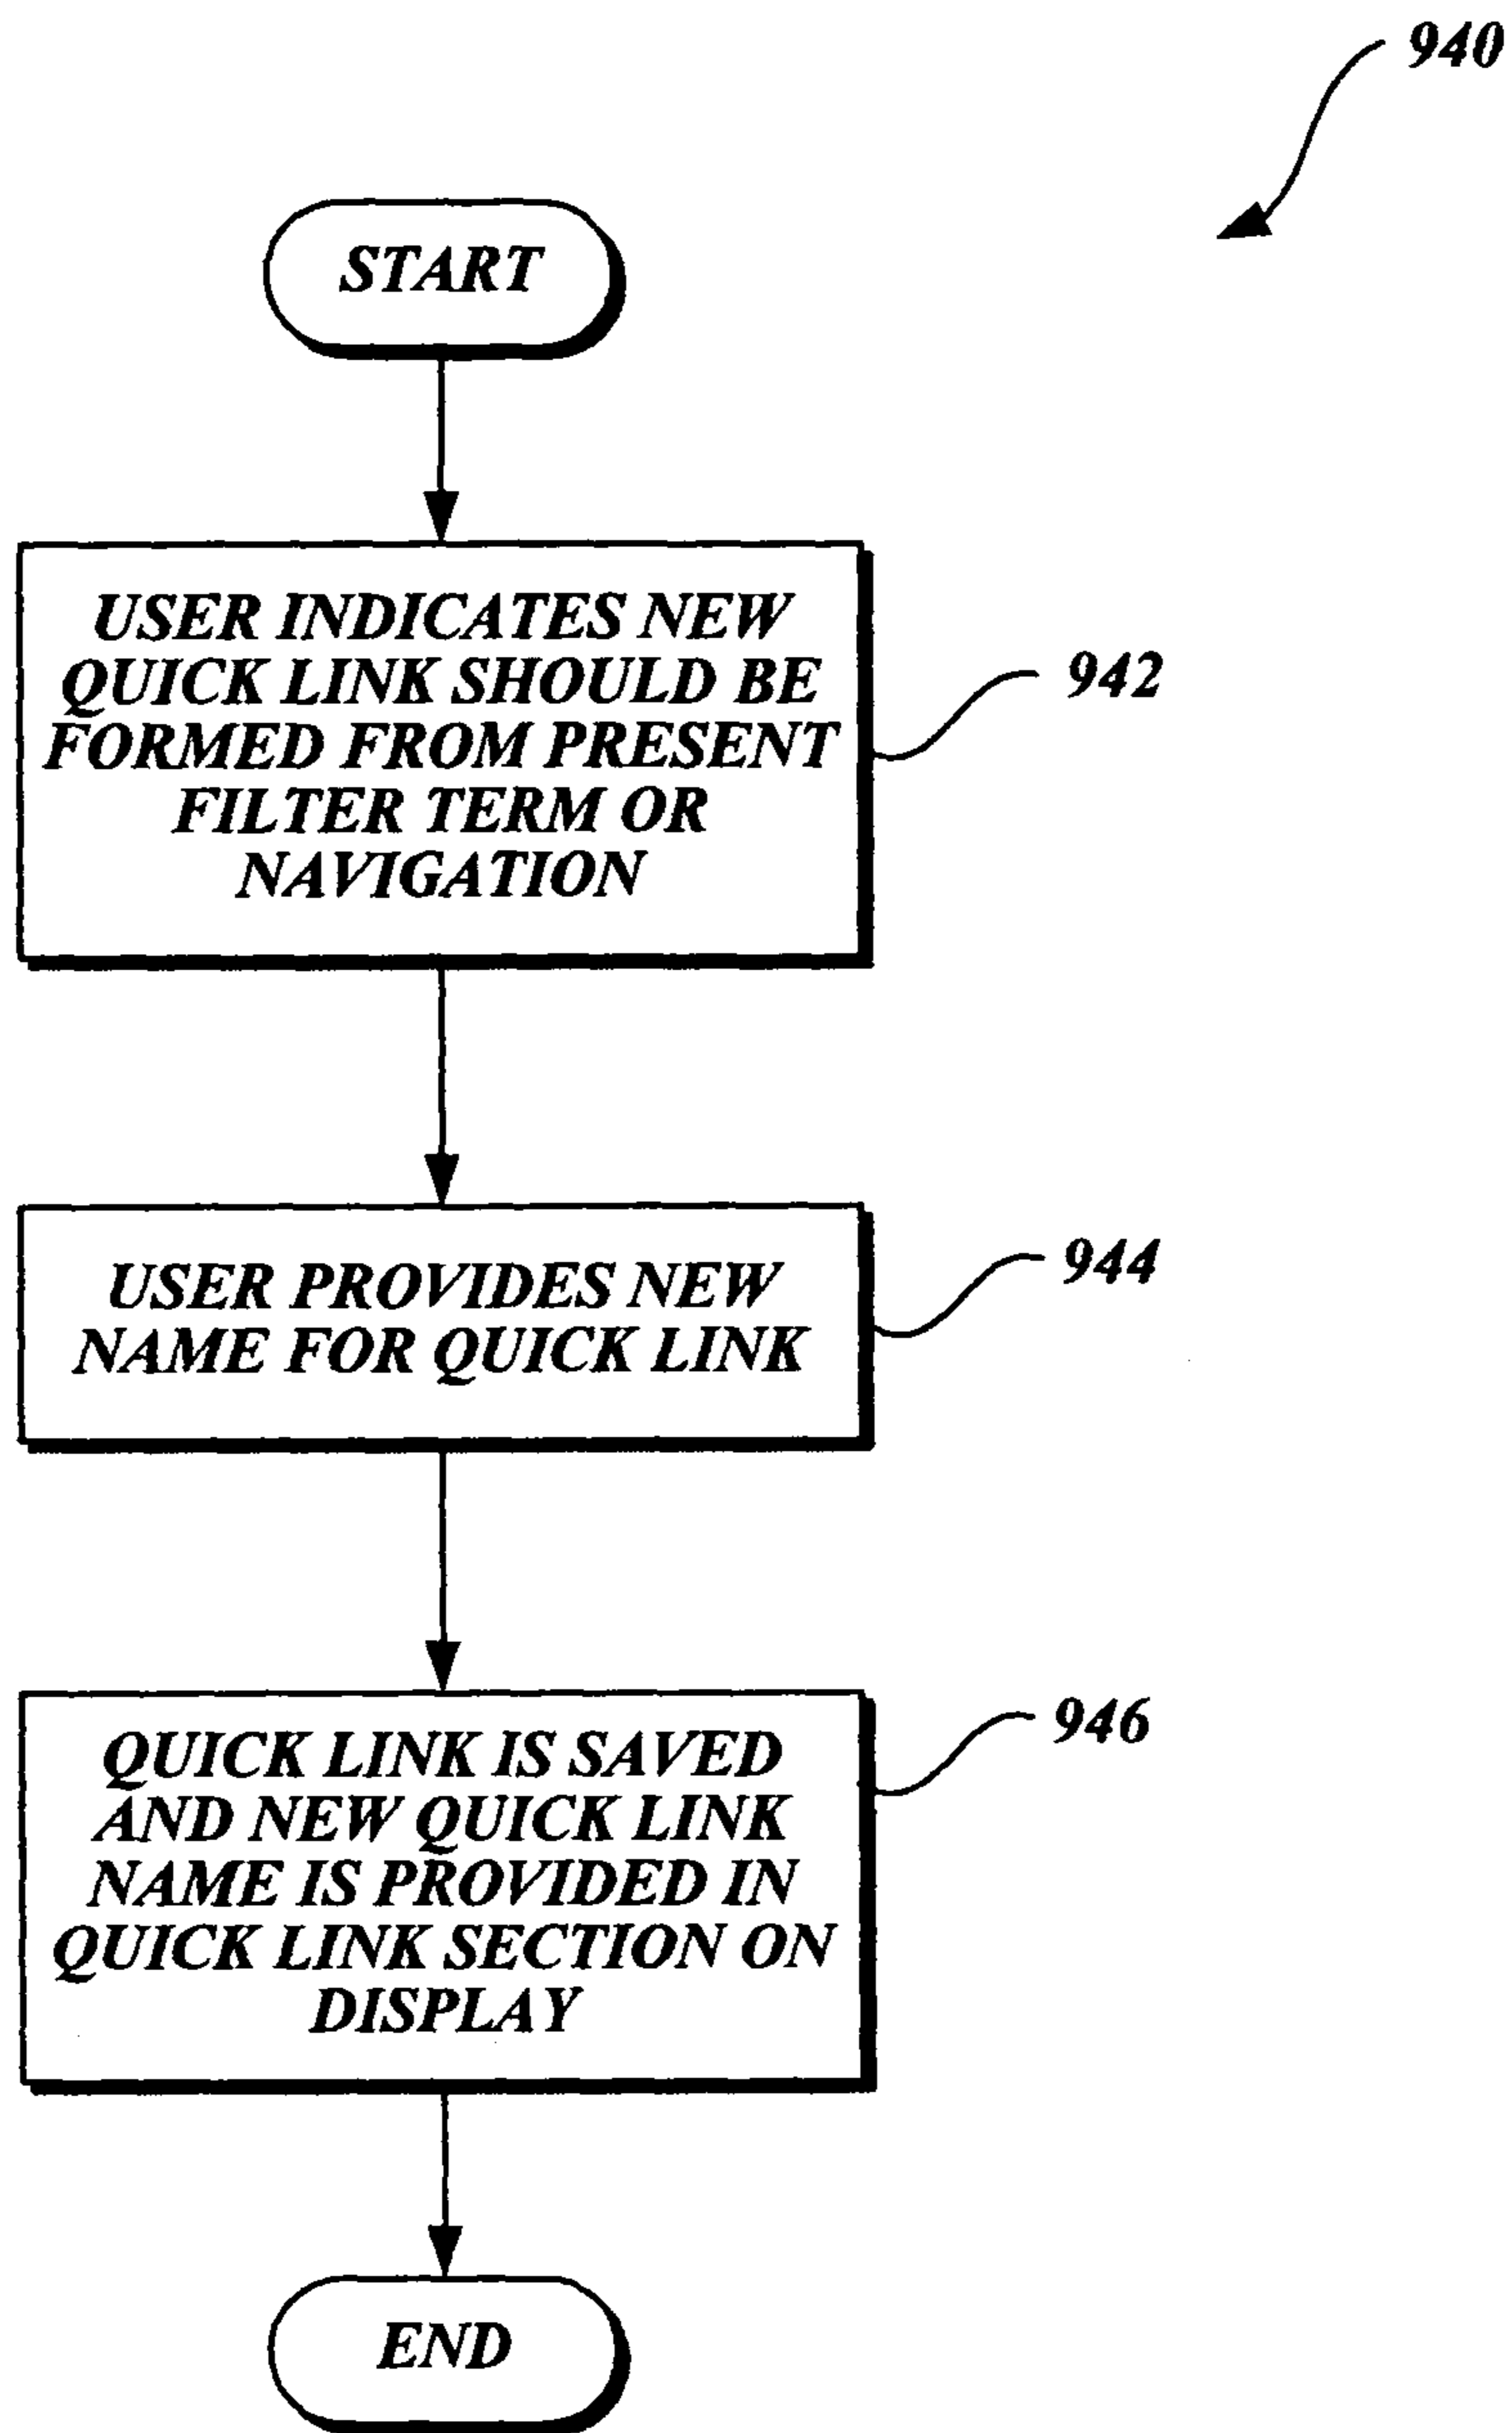 940
START
USER INDICATES NEW
QUICK LINK SHOULD BE
FORMED FROM PRESENT
FILTER TERM OR
NAVIGATION
942
USER PROVIDES NEW
NAME FOR QUICK LINK
944
QUICK LINK IS SAVED
AND NEW QUICK LINK
NAME IS PROVIDED IN
QUICK LINK SECTION ON
DISPLAY
946
END